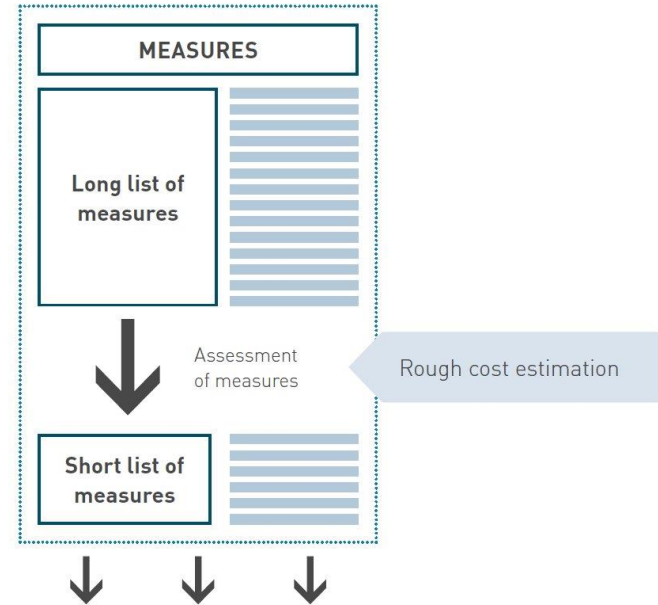 MEASURES
Long list of
measures
Assessment
of measures
Rough cost estimation
Short list of
measures